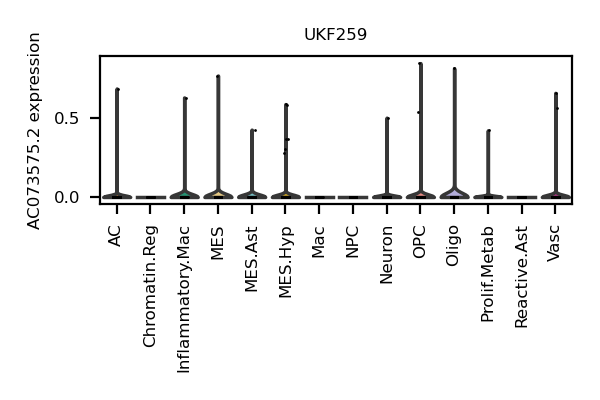 UKF259
AC073575.2 expression
0.5
0.0
AC
Chromatin.Reg
Inflammatory.Mac
MES
MES.Ast
MES.Hyp
Mac
NPC
Neuron
OPC
Oligo
Prolif.Metab
Reactive.Ast
Vasc